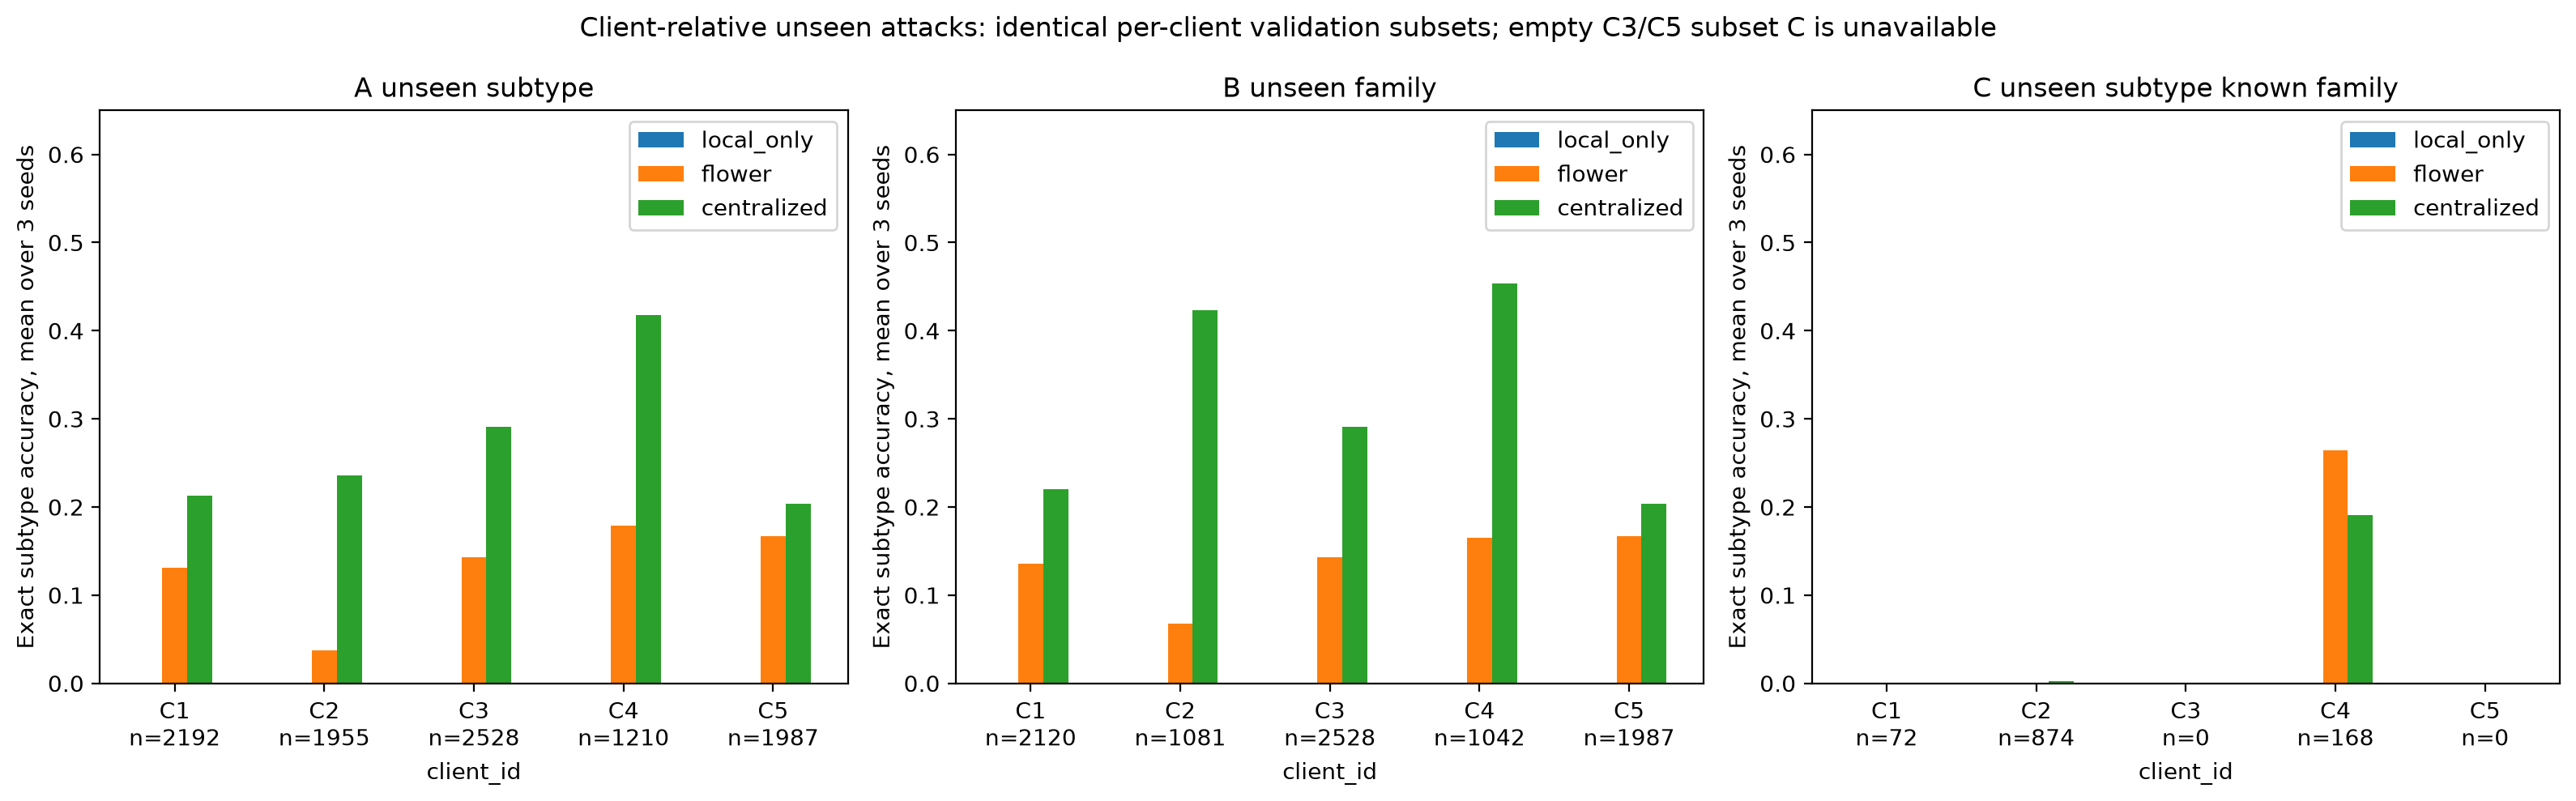 Client-relative unseen attacks: identical per-client validation subsets; empty C3/C5 subset C is unavailable
A unseen subtype
Exact subtype accuracy, mean over 3 seeds
0.6
0.5
0.4
0.3
0.2
0.1
0.0
local_only
flower
centralized
C1
n=2192
C2
n=1955
C3
n=2528
C4
n=1210
C5
n=1987
client_id
B unseen family
Exact subtype accuracy, mean over 3 seeds
0.6
0.5
0.4
0.3
0.2
0.1
0.0
local_only
flower
centralized
C1
n=2120
C2
n=1081
C3
n=2528
C4
n=1042
C5
n=1987
client_id
C unseen subtype known family
Exact subtype accuracy, mean over 3 seeds
0.6
0.5
0.4
0.3
0.2
0.1
0.0
local_only
flower
centralized
C1
n=72
C2
n=874
C3
n=0
C4
n=168
C5
n=0
client_id